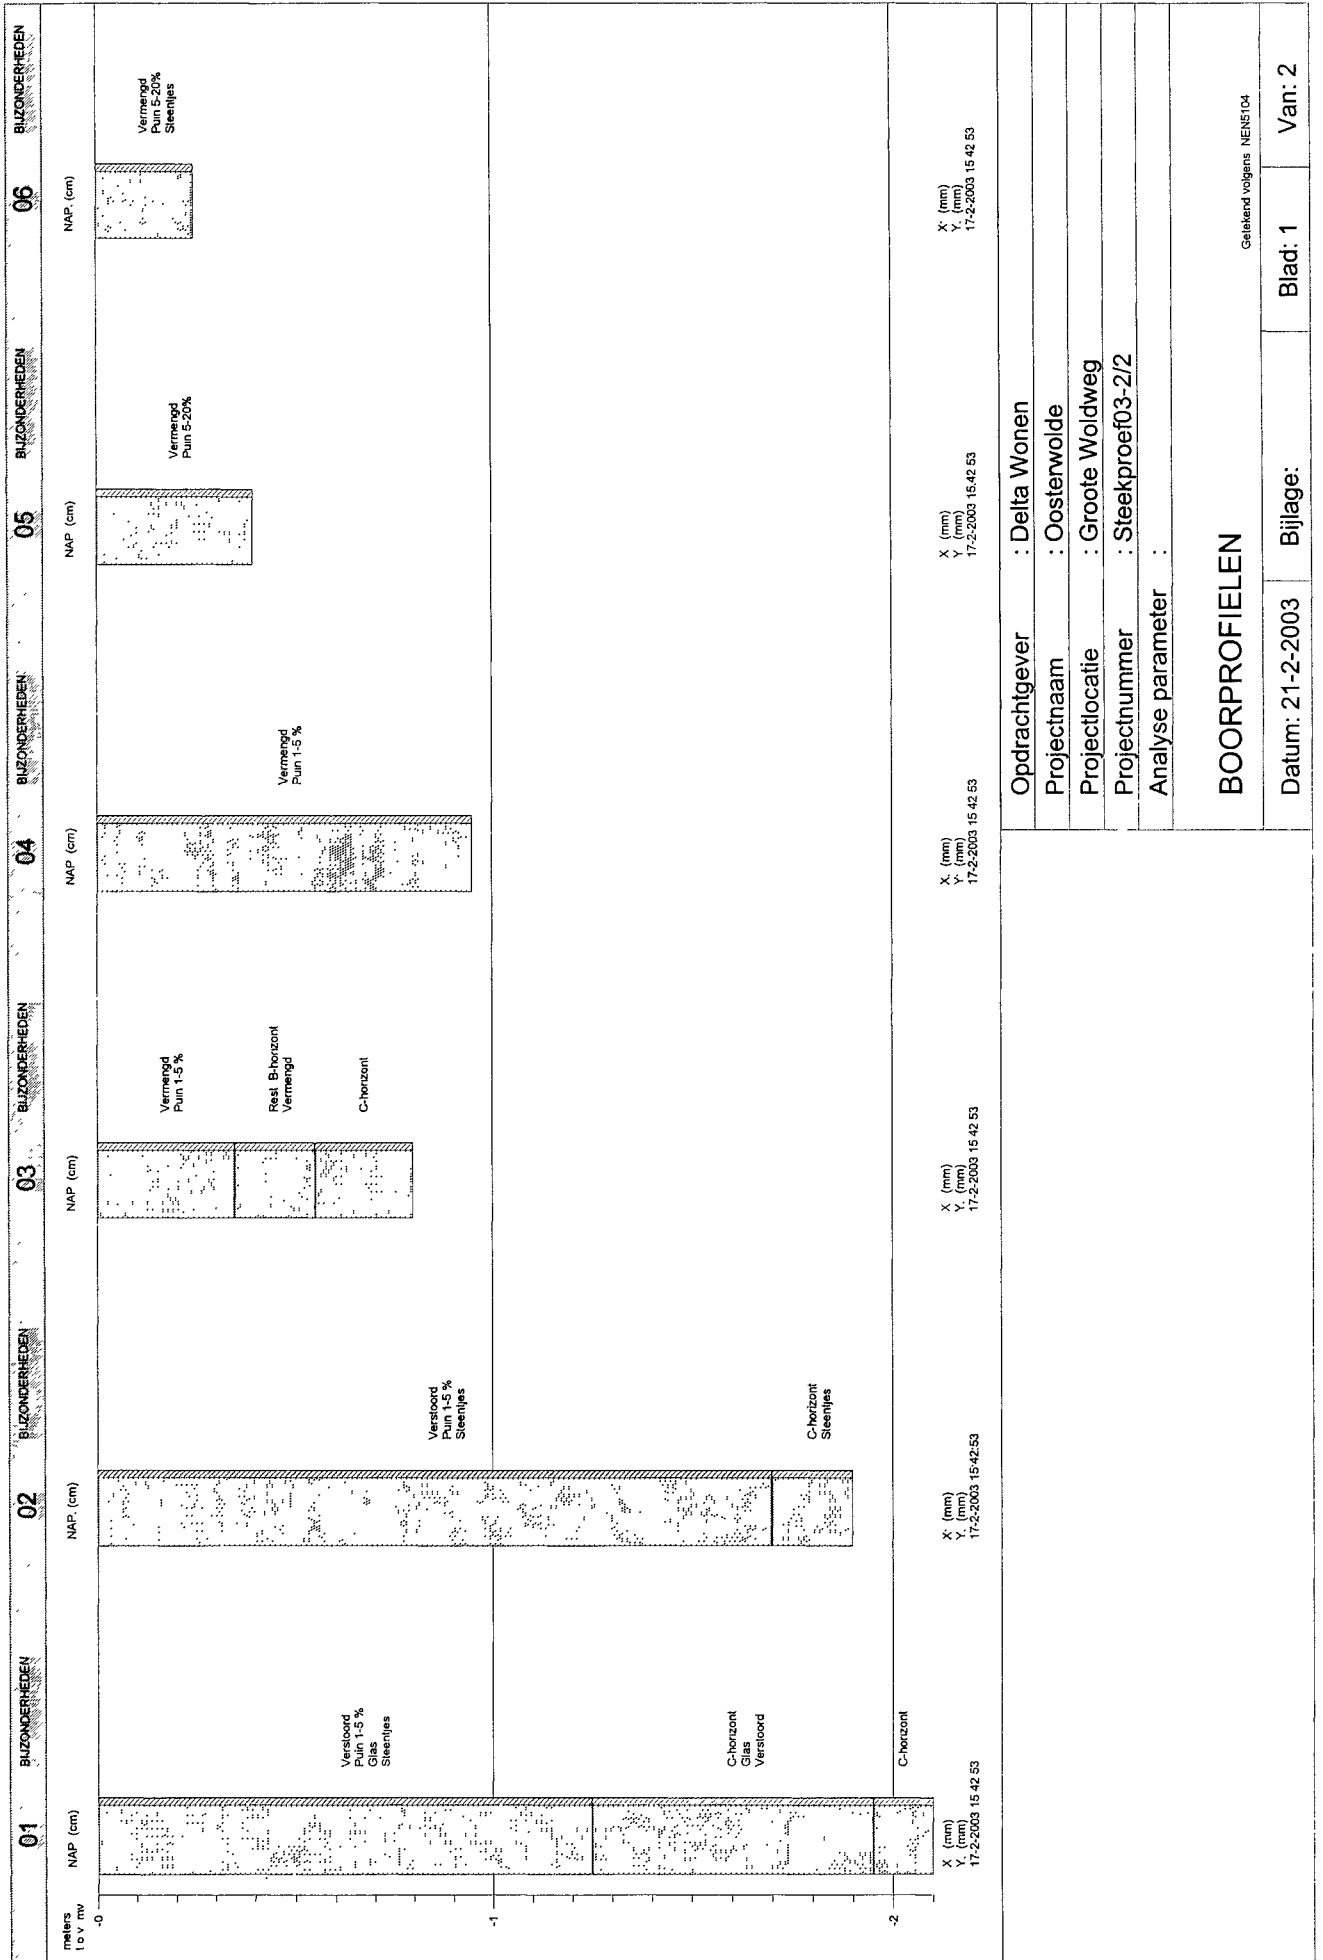 01 BIJZONDERHEDEN 02 BIJZONDERHEDEN 03 BIJZONDERHEDEN 04 BIJZONDERHEDEN 05 BIJZONDERHEDEN 06 BIJZONDERHEDEN
meters
t o v mv
NAP (cm)
NAP. (cm)
NAP (cm)
NAP (cm)
NAP (cm)
NAP. (cm)
-0
-1
-2
Verstoord
Puin 1-5 %
Glas
Steentjes
C-horizont
Glas
Verstoord
C-horizont
Verstoord
Puin 1-5 %
Steentjes
C-horizont
Steentjes
Vermengd
Puin 1-5 %
Rest B-horizont
Vermengd
C-horizont
Vermengd
Puin 1-5 %
Vermengd
Puin 5-20%
Vermengd
Puin 5-20%
Steentjes
X (mm)
Y. (mm)
17-2-2003 15 42 53
X· (mm)
Y. (mm)
17-2-2003 15:42:53
X (mm)
Y. (mm)
17-2-2003 15 42 53
X. (mm)
Y· (mm)
17-2-2003 15 42 53
X (mm)
Y (mm)
17-2-2003 15.42 53
X· (mm)
Y. (mm)
17-2-2003 15 42 53
Opdrachtgever : Delta Wonen
Projectnaam : Oosterwolde
Projectlocatie : Groote Woldweg
Projectnummer : Steekproef03-2/2
Analyse parameter :
BOORPROFIELEN
Getekend volgens NEN5104
Datum: 21-2-2003 Bijlage: Blad: 1 Van: 2